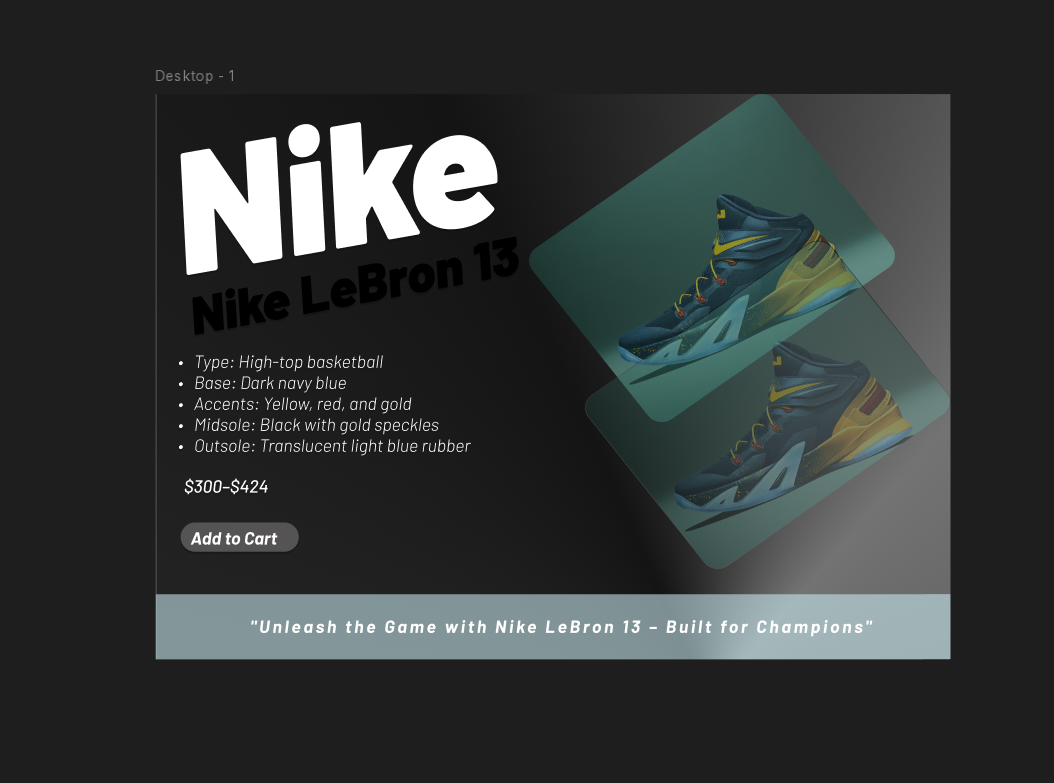 Desktop - 1
Nike
Nike LeBron 13
• Type: High-top basketball
• Base: Dark navy blue
• Accents: Yellow, red, and gold
• Midsole: Black with gold speckles
• Outsole: Translucent light blue rubber
$300–$424
Add to Cart
"Unleash the Game with Nike LeBron 13 – Built for Champions"